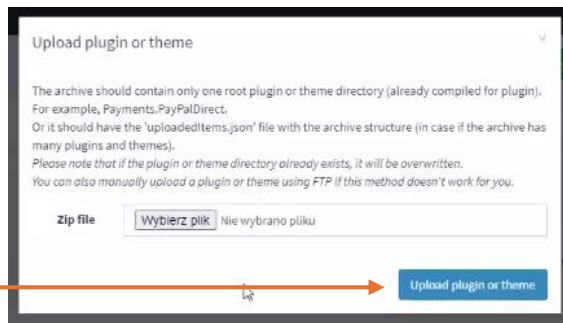 Upload plugin or theme
×
The archive should contain only one root plugin or theme directory (already compiled for plugin).
For example, Payments.PayPalDirect.
Or it should have the 'uploadedItems.json' file with the archive structure (in case if the archive has
many plugins and themes).
Please note that if the plugin or theme directory already exists, it will be overwritten.
You can also manually upload a plugin or theme using FTP if this method doesn't work for you.
Zip file Wybierz plik Nie wybrano pliku
Upload plugin or theme